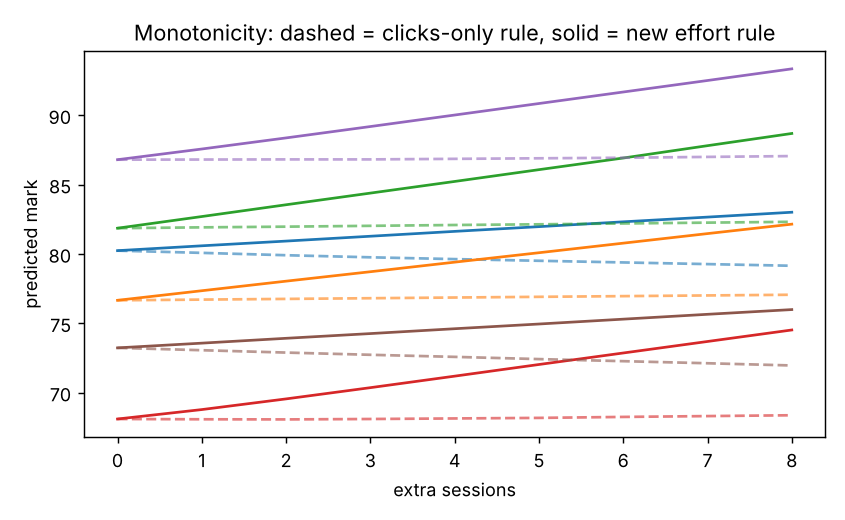 Monotonicity: dashed = clicks-only rule, solid = new effort rule
predicted mark
90
85
80
75
70
0 1 2 3 4 5 6 7 8
extra sessions